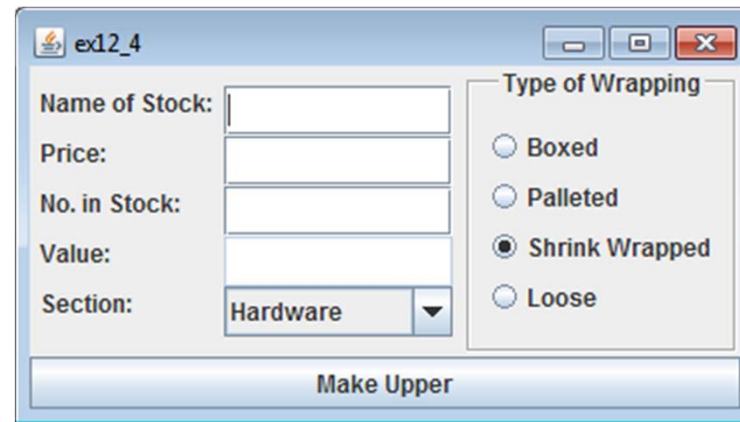 ex12_4
Name of Stock:
Price:
No. in Stock:
Value:
Section:
Hardware
Type of Wrapping
Boxed
Palleted
Shrink Wrapped
Loose
Make Upper